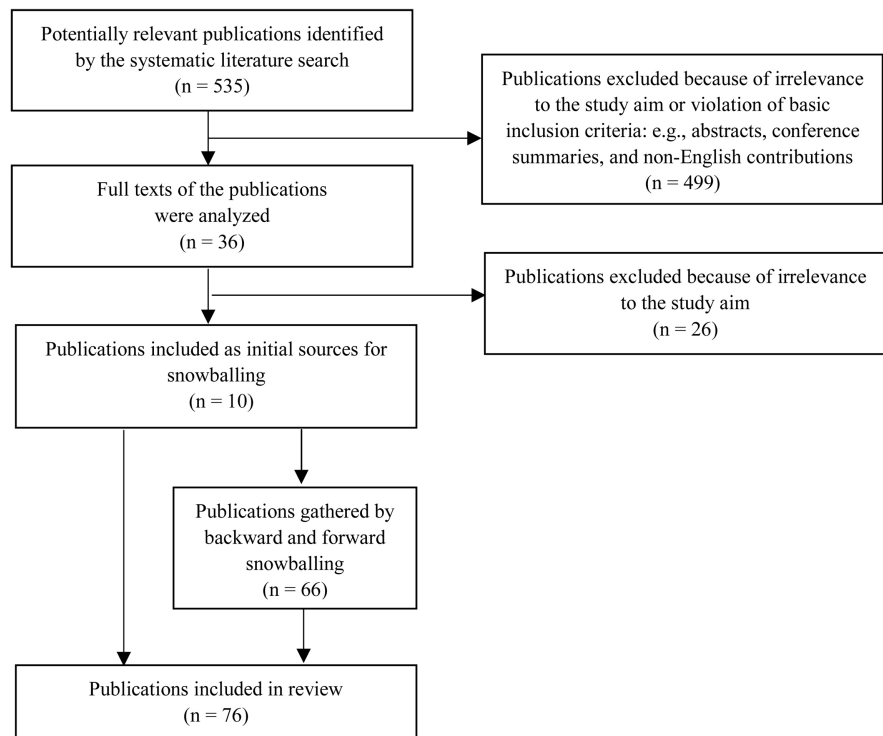 Potentially relevant publications identified
by the systematic literature search
(n = 535)
Publications excluded because of irrelevance
to the study aim or violation of basic
inclusion criteria: e.g., abstracts, conference
summaries, and non-English contributions
(n = 499)
Full texts of the publications
were analyzed
(n = 36)
Publications excluded because of irrelevance
to the study aim
(n = 26)
Publications included as initial sources for
snowballing
(n = 10)
Publications gathered by
backward and forward
snowballing
(n = 66)
Publications included in review
(n = 76)